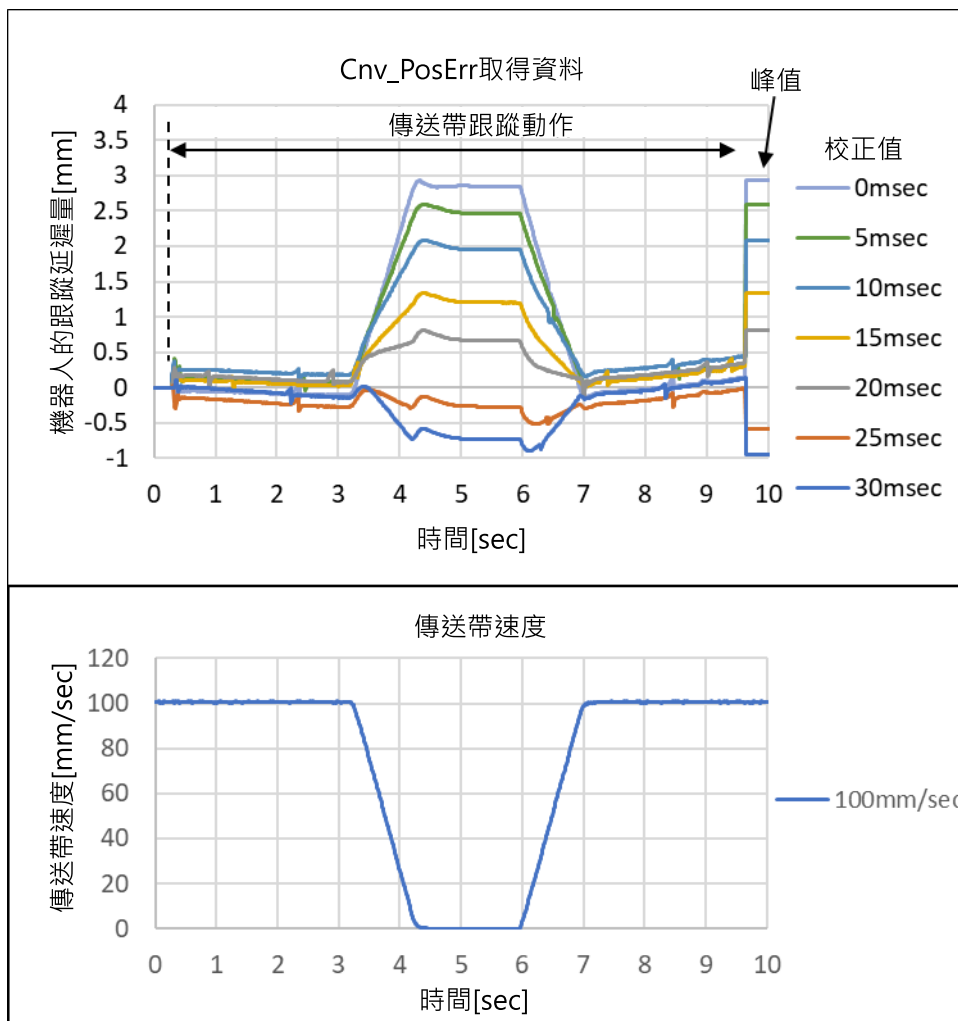 Cnv_PosErr取得資料
峰值
傳送帶跟蹤動作
校正值
機器人的跟蹤延遲量[mm]
4
3.5
3
2.5
2
1.5
1
0.5
0
-0.5
-1
0 1 2 3 4 5 6 7 8 9 10
時間[sec]
0msec
5msec
10msec
15msec
20msec
25msec
30msec
傳送帶速度
傳送帶速度[mm/sec]
120
100
80
60
40
20
0
0 1 2 3 4 5 6 7 8 9 10
時間[sec]
100mm/sec